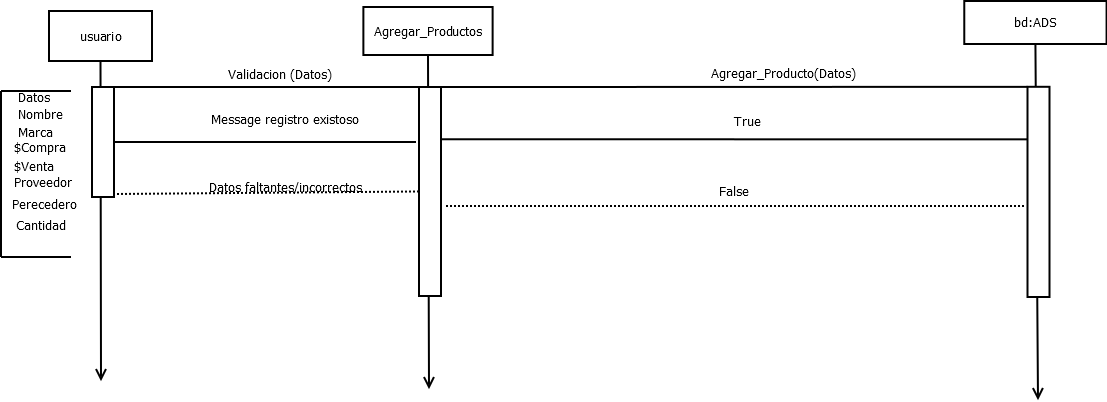 usuario
Agregar_Productos
bd:ADS
Validacion (Datos)
Agregar_Producto(Datos)
Datos
Nombre
Marca
$Compra
$Venta
Proveedor
Perecedero
Cantidad
Message registro existoso
True
Datos faltantes/incorrectos
False